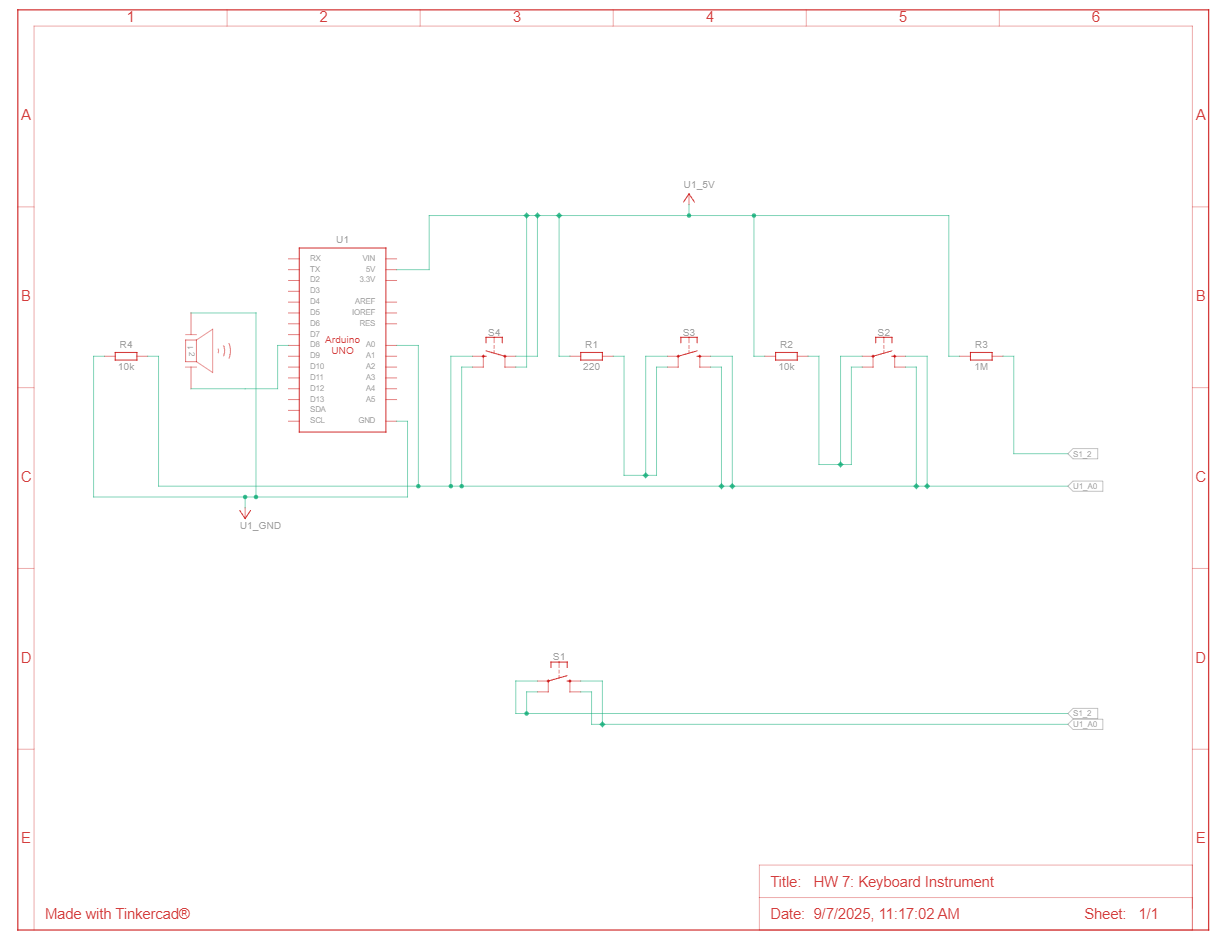 1 2 3 4 5 6
A A
U1_5V
B B
U1
RX VIN
TX 5V
D2 3.3V
D3
D4 AREF
D5 IOREF
D6 RES
D7
D8 A0
D9 A1
D10 A2
D11 A3
D12 A4
D13 A5
SDA
SCL GND
Arduino
UNO
R4
10k
1 2
S4
R1
220
S3
R2
10k
S2
R3
1M
C C
S1_2
U1_A0
U1_GND
D D
S1
S1_2
U1_A0
E E
Title: HW 7: Keyboard Instrument
Made with Tinkercad®
Date: 9/7/2025, 11:17:02 AM Sheet: 1/1